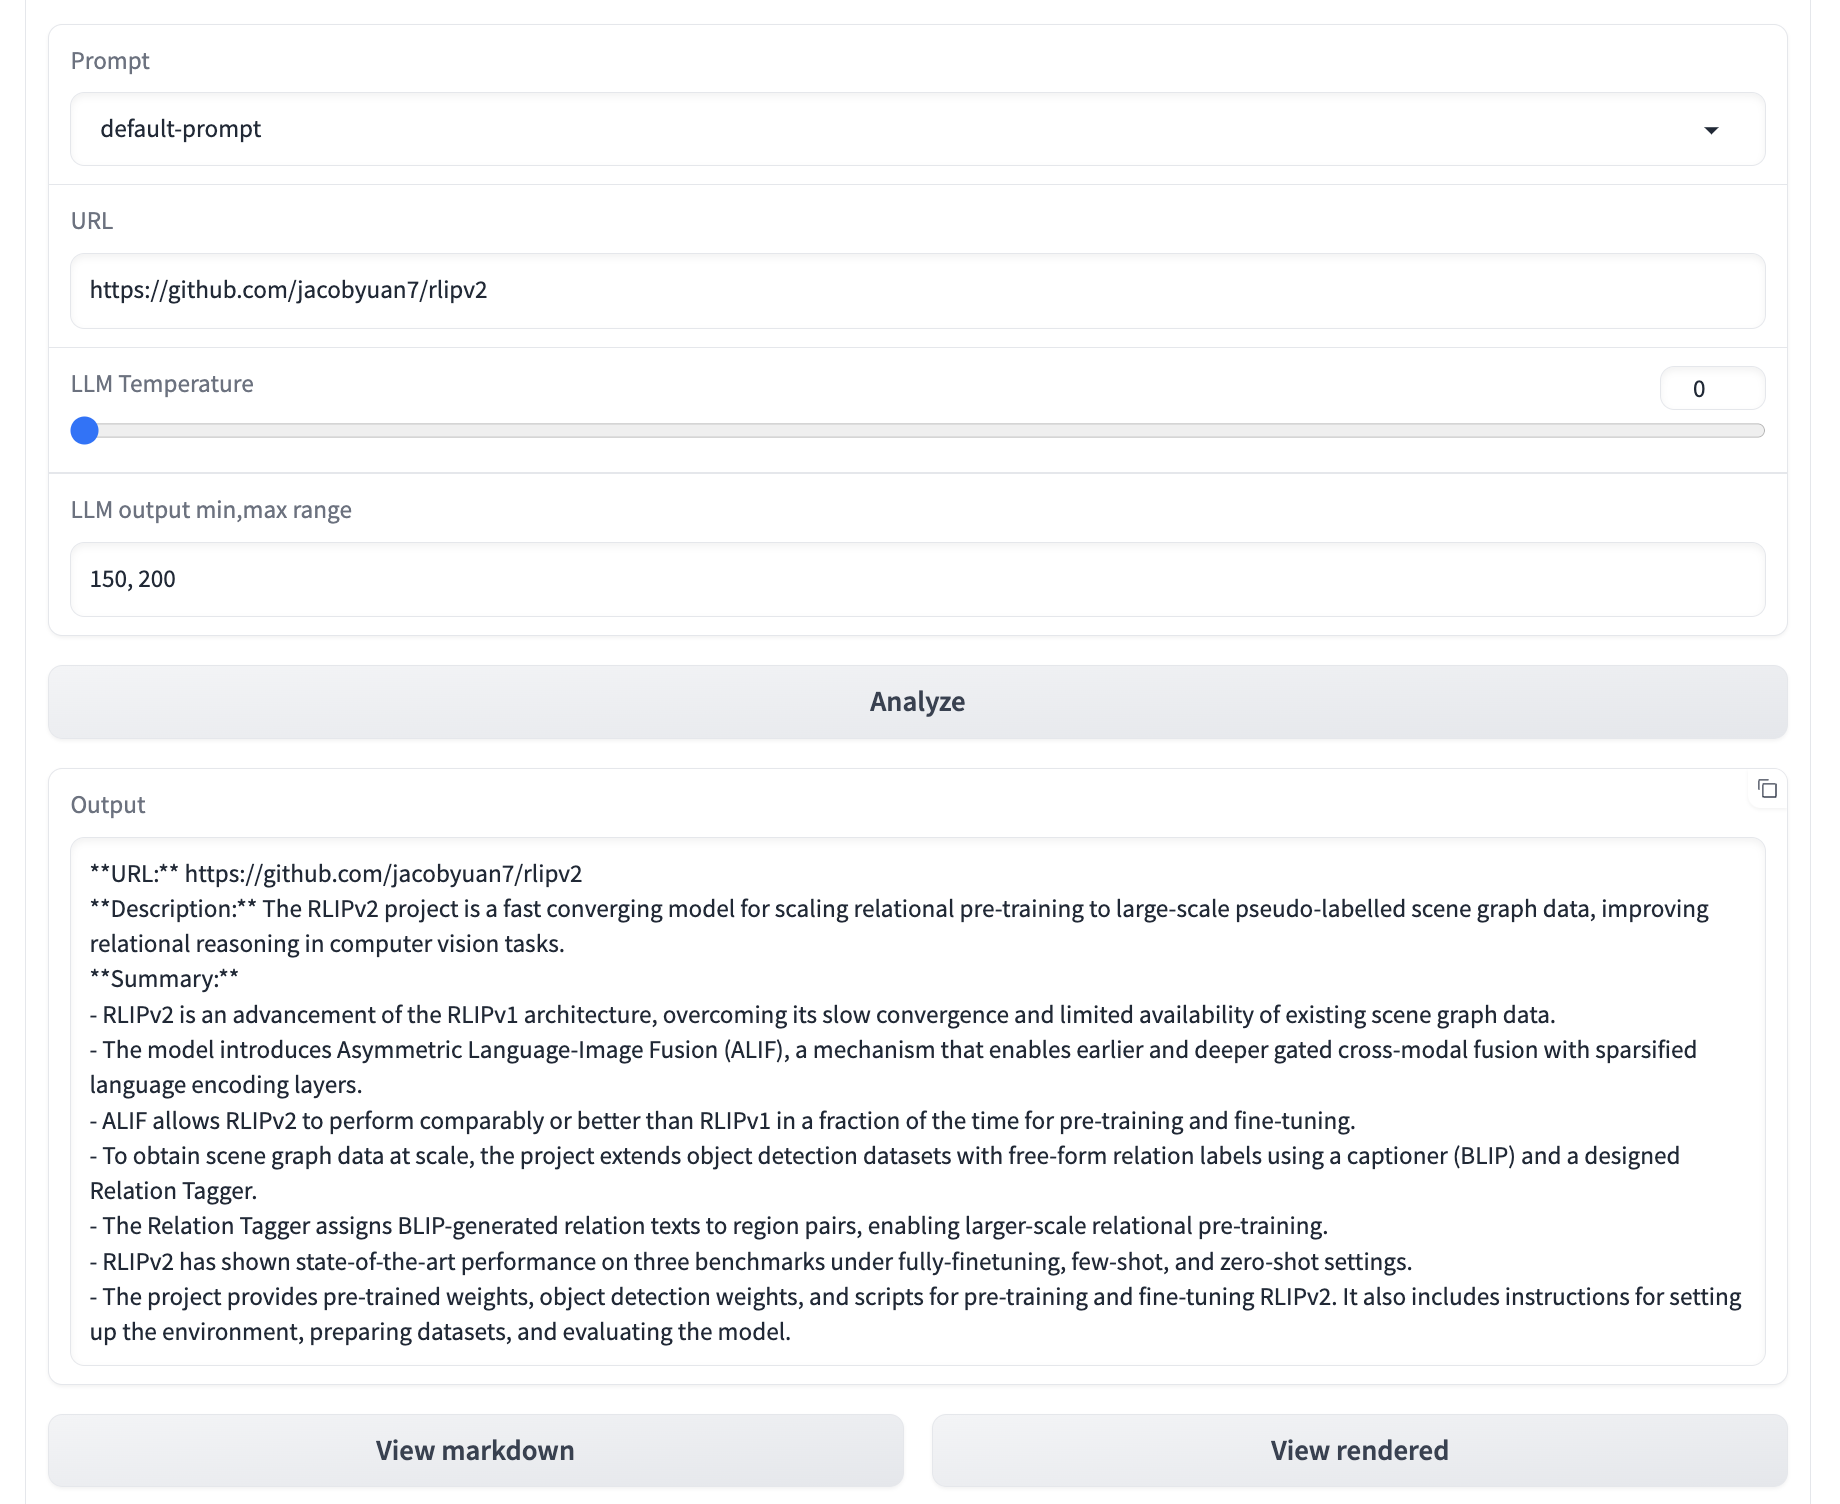 Prompt
default-prompt
URL
https://github.com/jacobyuan7/rlipv2
LLM Temperature
0
LLM output min,max range
150, 200
Analyze
Output
**URL:** https://github.com/jacobyuan7/rlipv2
**Description:** The RLIPv2 project is a fast converging model for scaling relational pre-training to large-scale pseudo-labelled scene graph data, improving
relational reasoning in computer vision tasks.
**Summary:**
- RLIPv2 is an advancement of the RLIPv1 architecture, overcoming its slow convergence and limited availability of existing scene graph data.
- The model introduces Asymmetric Language-Image Fusion (ALIF), a mechanism that enables earlier and deeper gated cross-modal fusion with sparsified
language encoding layers.
- ALIF allows RLIPv2 to perform comparably or better than RLIPv1 in a fraction of the time for pre-training and fine-tuning.
- To obtain scene graph data at scale, the project extends object detection datasets with free-form relation labels using a captioner (BLIP) and a designed
Relation Tagger.
- The Relation Tagger assigns BLIP-generated relation texts to region pairs, enabling larger-scale relational pre-training.
- RLIPv2 has shown state-of-the-art performance on three benchmarks under fully-finetuning, few-shot, and zero-shot settings.
- The project provides pre-trained weights, object detection weights, and scripts for pre-training and fine-tuning RLIPv2. It also includes instructions for setting
up the environment, preparing datasets, and evaluating the model.
View markdown
View rendered